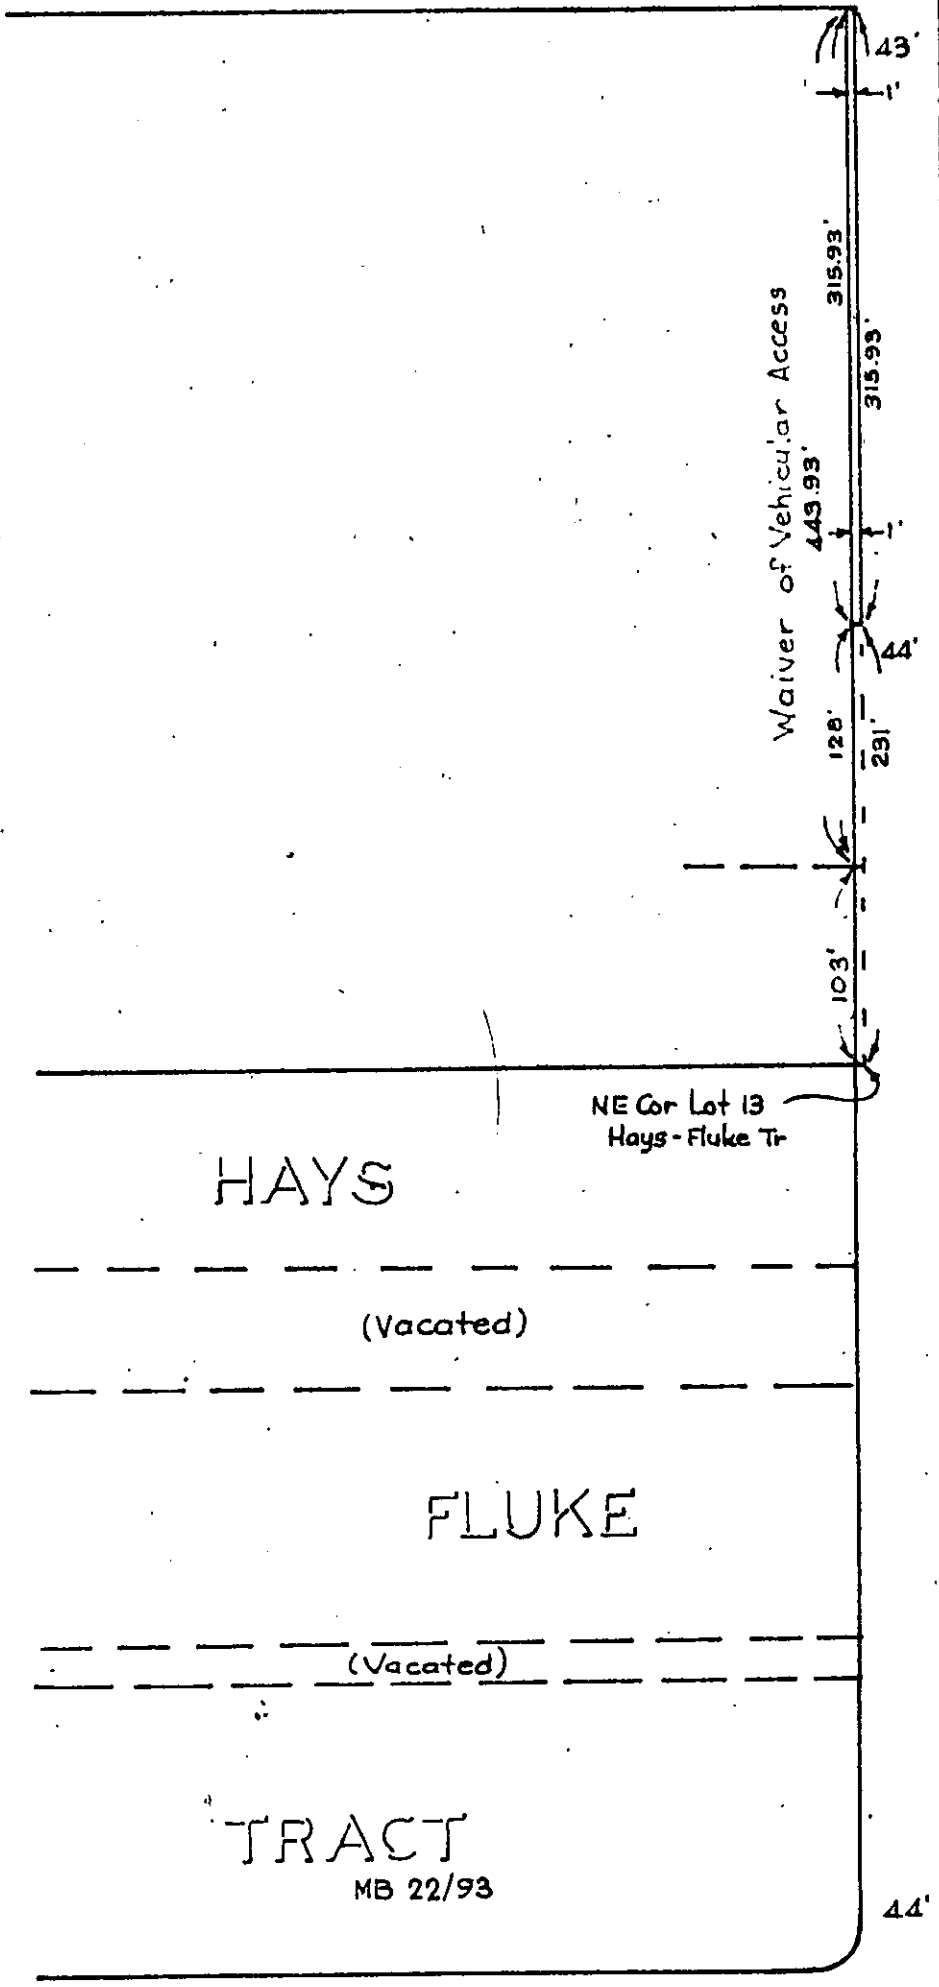 43'
1'
315.93'
315.93'
Waiver of Vehicular Access
443.93'
1'
44'
128'
231'
103'
NE Cor Lot 13
Hays-Fluke Tr
HAYS
(Vacated)
FLUKE
(Vacated)
TRACT
MB 22/93
44'